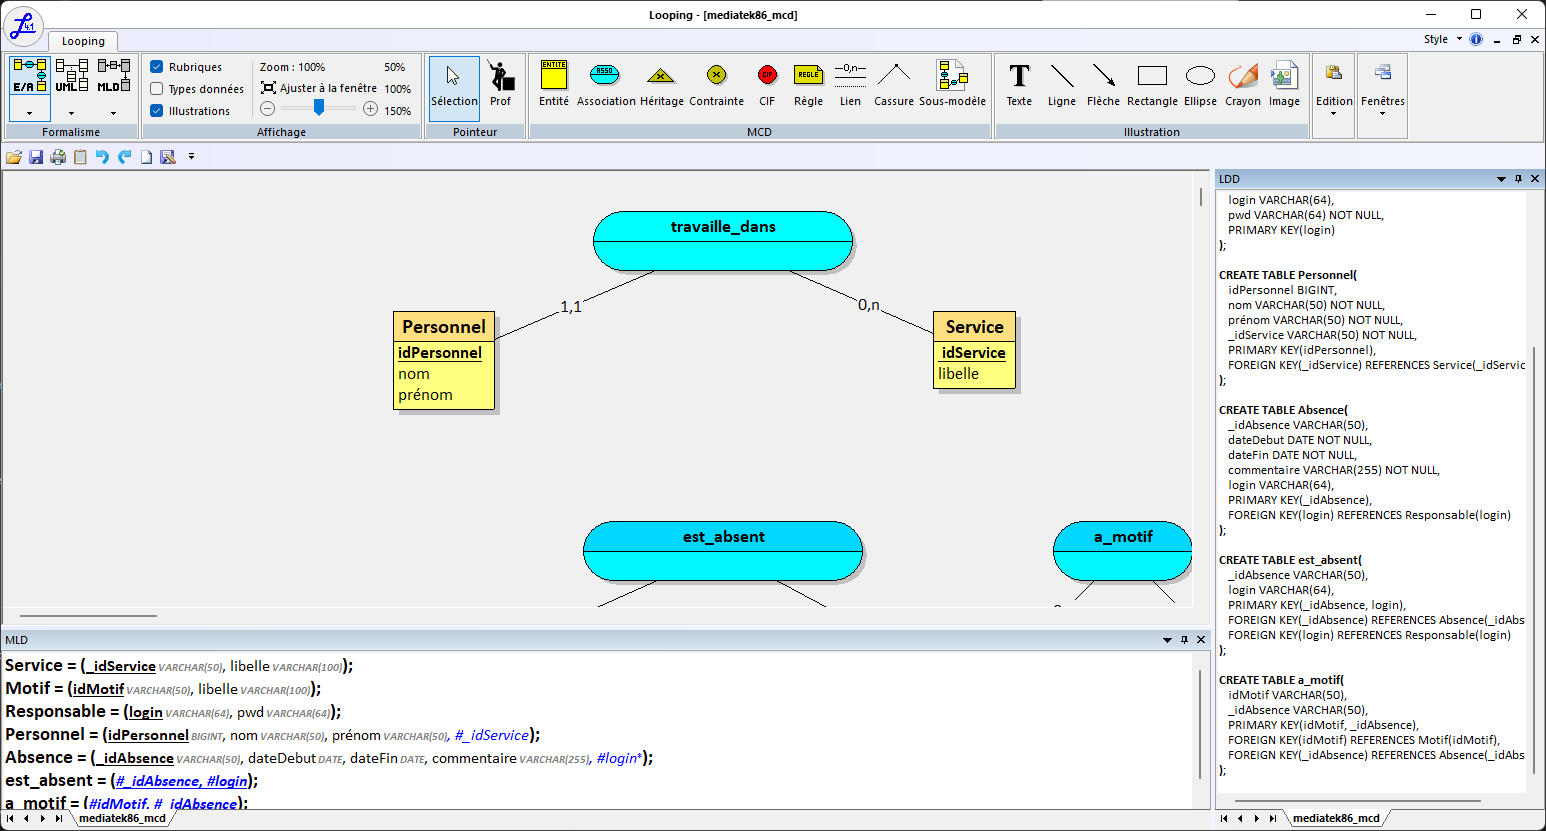 Looping - [mediatek86_mcd]
4.1
Looping
Style
E/A UML MLD
Formalisme
Rubriques
Types données
Illustrations
Zoom : 100%
50%
Ajuster à la fenêtre
100%
150%
Affichage
Sélection Prof
Pointeur
ENTITE ASSO CIF REGLE —0,n—
Entité Association Héritage Contrainte CIF Règle Lien Cassure Sous-modèle
MCD
Texte Ligne Flèche Rectangle Ellipse Crayon Image
Illustration
Edition Fenêtres
travaille_dans
1,1
0,n
Personnel
idPersonnel
nom
prénom
Service
idService
libelle
est_absent
a_motif
LDD
login VARCHAR(64),
pwd VARCHAR(64) NOT NULL,
PRIMARY KEY(login)
);
CREATE TABLE Personnel(
idPersonnel BIGINT,
nom VARCHAR(50) NOT NULL,
prénom VARCHAR(50) NOT NULL,
_idService VARCHAR(50) NOT NULL,
PRIMARY KEY(idPersonnel),
FOREIGN KEY(_idService) REFERENCES Service(_idServic
);
CREATE TABLE Absence(
_idAbsence VARCHAR(50),
dateDebut DATE NOT NULL,
dateFin DATE NOT NULL,
commentaire VARCHAR(255) NOT NULL,
login VARCHAR(64),
PRIMARY KEY(_idAbsence),
FOREIGN KEY(login) REFERENCES Responsable(login)
);
CREATE TABLE est_absent(
_idAbsence VARCHAR(50),
login VARCHAR(64),
PRIMARY KEY(_idAbsence, login),
FOREIGN KEY(_idAbsence) REFERENCES Absence(_idAbs
FOREIGN KEY(login) REFERENCES Responsable(login)
);
CREATE TABLE a_motif(
idMotif VARCHAR(50),
_idAbsence VARCHAR(50),
PRIMARY KEY(idMotif, _idAbsence),
FOREIGN KEY(idMotif) REFERENCES Motif(idMotif),
FOREIGN KEY(_idAbsence) REFERENCES Absence(_idAbs
);
mediatek86_mcd
MLD
Service = (_idService VARCHAR(50), libelle VARCHAR(100));
Motif = (idMotif VARCHAR(50), libelle VARCHAR(100));
Responsable = (login VARCHAR(64), pwd VARCHAR(64));
Personnel = (idPersonnel BIGINT, nom VARCHAR(50), prénom VARCHAR(50), #_idService);
Absence = (_idAbsence VARCHAR(50), dateDebut DATE, dateFin DATE, commentaire VARCHAR(255), #login*);
est_absent = (#_idAbsence, #login);
a_motif = (#idMotif, #_idAbsence);
mediatek86_mcd